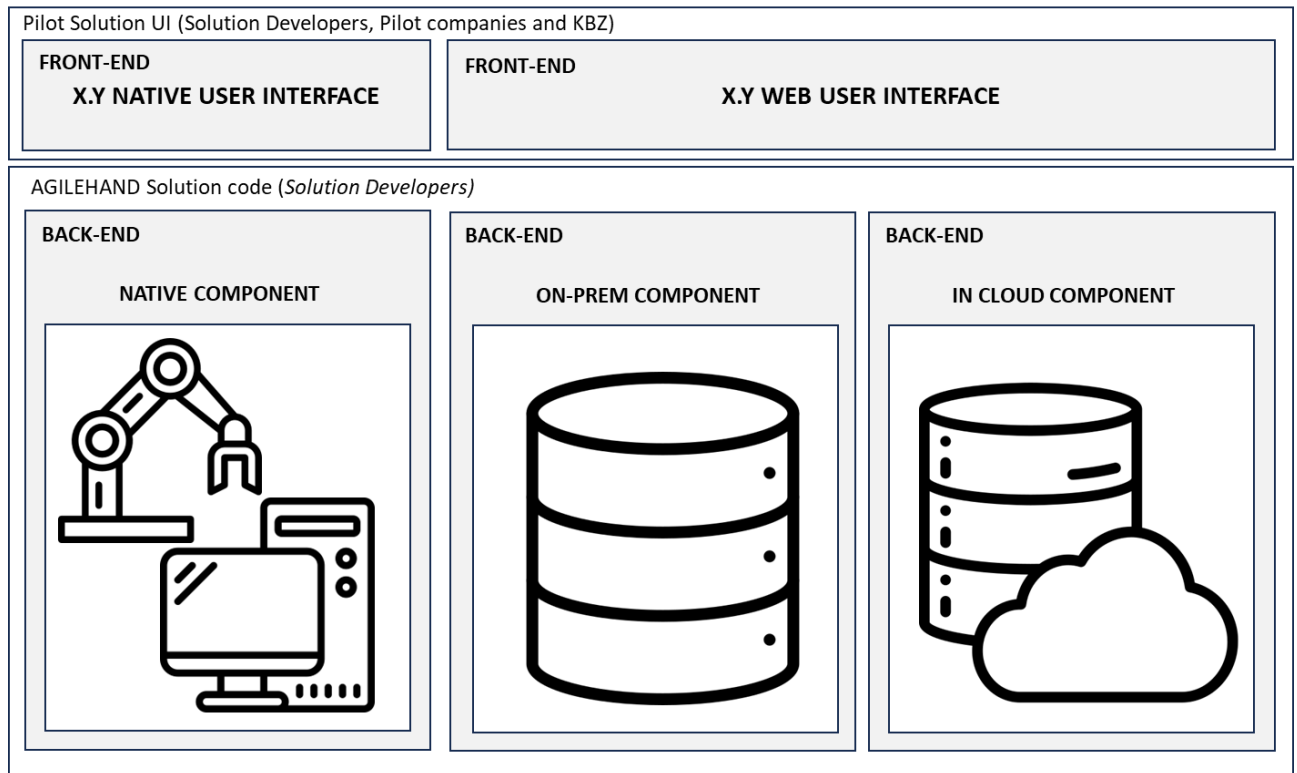 Pilot Solution UI (Solution Developers, Pilot companies and KBZ)
FRONT-END
X.Y NATIVE USER INTERFACE
FRONT-END
X.Y WEB USER INTERFACE
AGILEHAND Solution code (Solution Developers)
BACK-END
NATIVE COMPONENT
BACK-END
ON-PREM COMPONENT
BACK-END
IN CLOUD COMPONENT